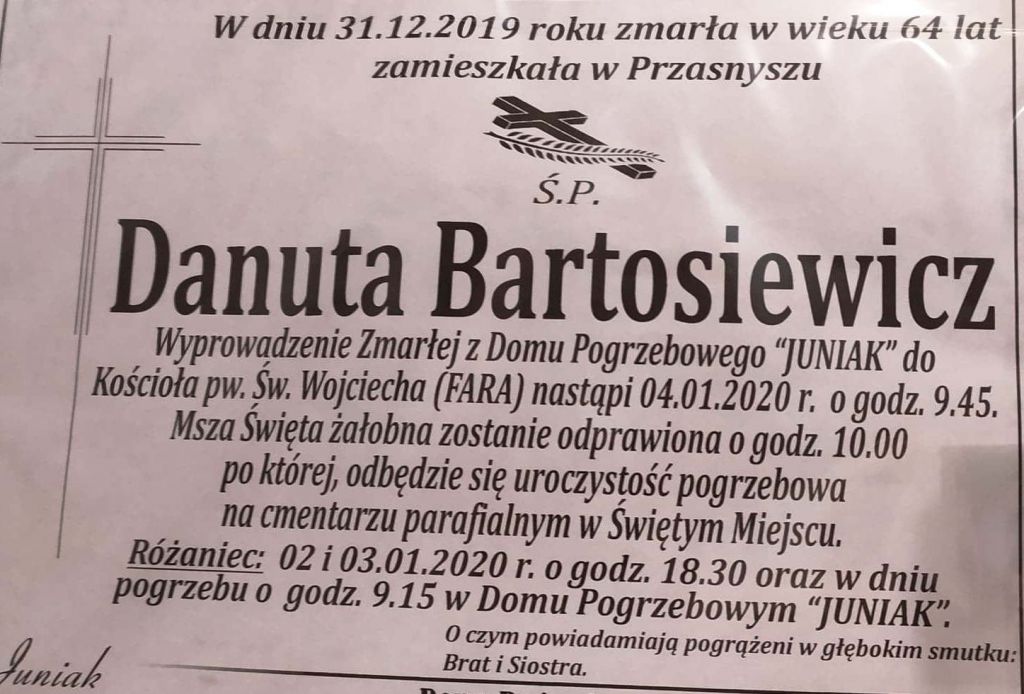 W dniu 31.12.2019 roku zmarła w wieku 64 lat
zamieszkała w Przasnyszu
Ś.P.
Danuta Bartosiewicz
Wyprowadzenie Zmarłej z Domu Pogrzebowego “JUNIAK” do
Kościoła pw. Św. Wojciecha (FARA) nastąpi 04.01.2020 r. o godz. 9.45.
Msza Święta żałobna zostanie odprawiona o godz. 10.00
po której, odbędzie się uroczystość pogrzebowa
na cmentarzu parafialnym w Świętym Miejscu.
Różaniec: 02 i 03.01.2020 r. o godz. 18.30 oraz w dniu
pogrzebu o godz. 9.15 w Domu Pogrzebowym “JUNIAK”.
O czym powiadamiają pogrążeni w głębokim smutku:
Brat i Siostra.
Juniak